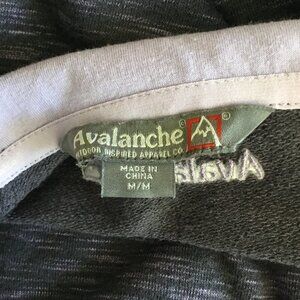 Avalanche ®
OUTDOOR INSPIRED APPAREL CO.
MADE IN
CHINA
M/M